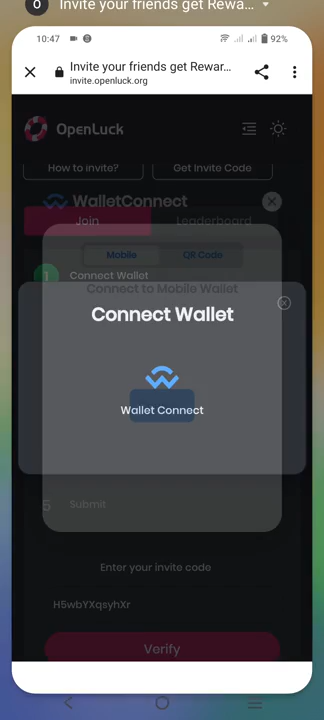 Invite your friends get Rewa...
10:47
92%
Invite your friends get Rewar...
invite.openluck.org
OpenLuck
How to invite?
Get Invite Code
WalletConnect
Join
Leaderboard
Mobile
QR Code
1
Connect Wallet
Connect to Mobile Wallet
Connect Wallet
Wallet Connect
5
Submit
Enter your invite code
H5wbYXqsyhXr
Verify